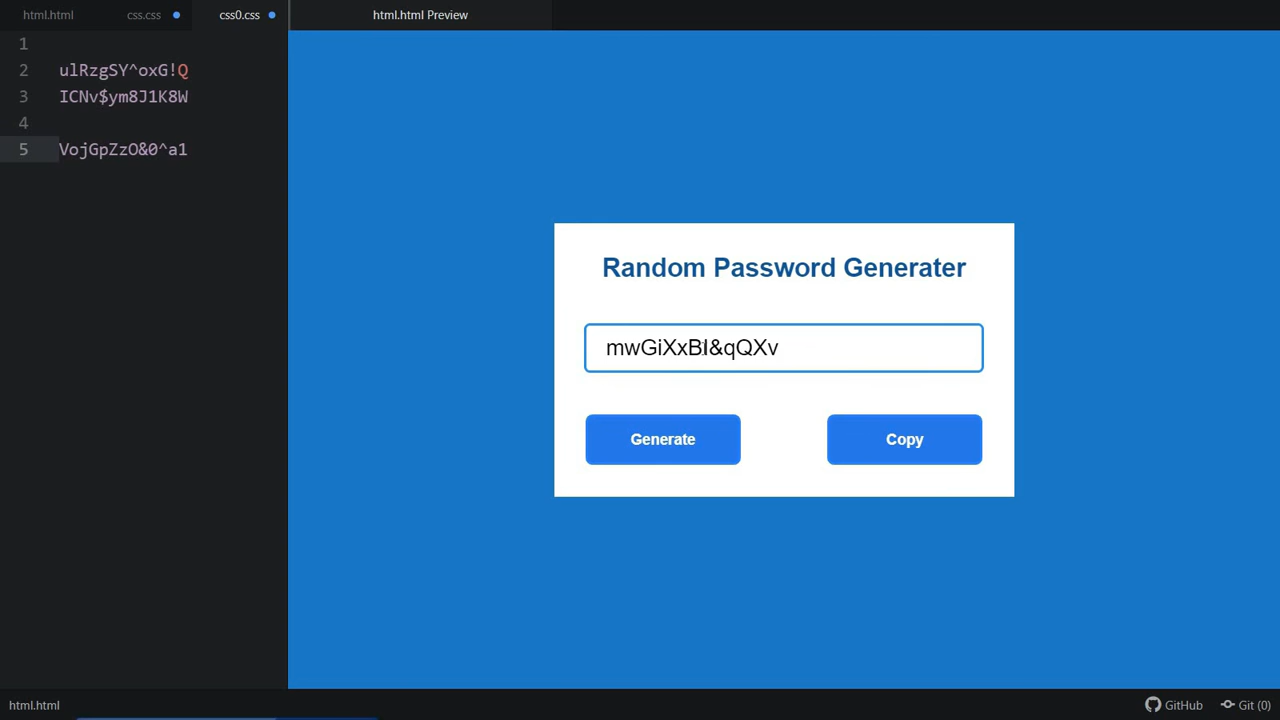 html.html css.css css0.css html.html Preview
1
2 ulRzgSY^oxG!Q
3 ICNv$ym8J1K8W
4
5 VojGpZzO&0^a1
Random Password Generater
mwGiXxBI&qQXv
Generate Copy
html.html GitHub Git (0)